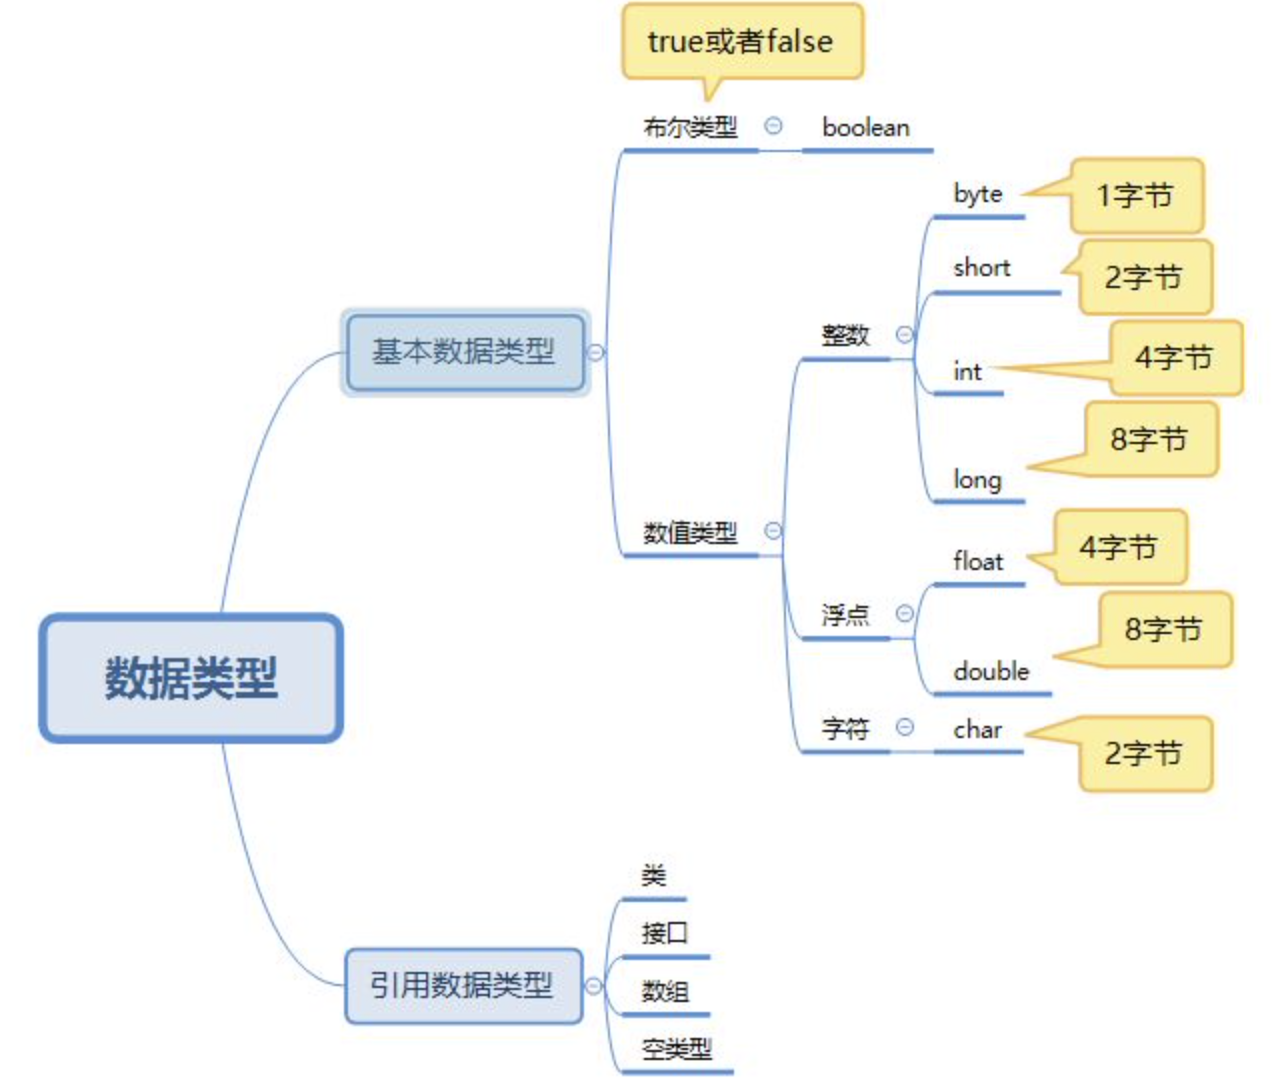 true或者false
布尔类型
boolean
byte
1字节
short
2字节
整数
int
4字节
8字节
long
基本数据类型
数值类型
float
4字节
浮点
8字节
double
字符
char
2字节
数据类型
类
接口
引用数据类型
数组
空类型